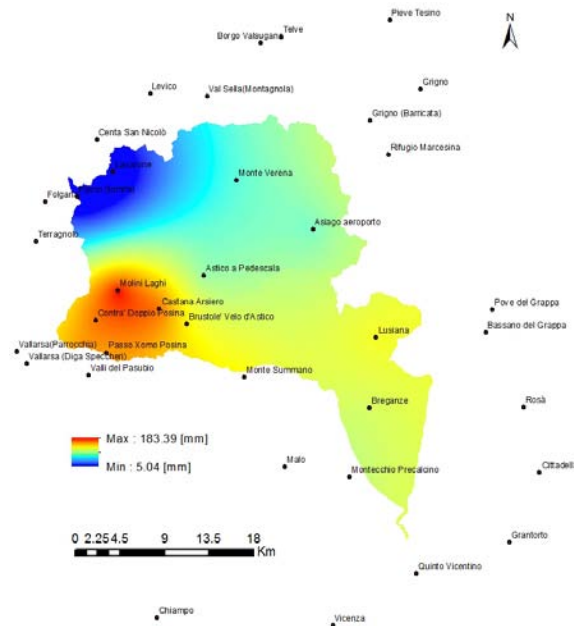 Pieve Tesino
N
Telve
Borgo Valsugana
Levico
Val Sella(Montagnola)
Grigno
Grigno (Barricata)
Centa San Nicolò
Rifugio Marcesina
Monte Verena
Terragnolo
Asiago aeroporto
Astico a Pedescala
Molini Laghi
Castana Arsiero
Contra' Doppio Posina
Brustole' Velo d'Astico
Pove del Grappa
Bassano del Grappa
Lusiana
Vallarsa(Parrocchia)
Passo Xomo Posina
Vallarsa (Diga Speccheri)
Valli del Pasubio
Monte Summano
Breganze
Rosà
Max : 183.39 [mm]
Min : 5.04 [mm]
Malo
Montecchio Precalcino
Cittadell
0 2.25 4.5 9 13.5 18
Km
Grantorto
Quinto Vicentino
Chiampo
Vicenza